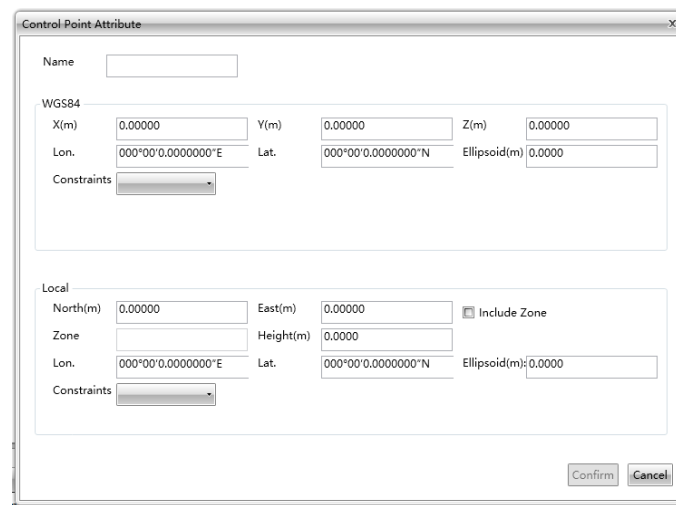 Control Point Attribute x
Name
WGS84
X(m) 0.00000 Y(m) 0.00000 Z(m) 0.00000
Lon. 000°00'0.0000000"E Lat. 000°00'0.0000000"N Ellipsoid(m) 0.0000
Constraints
Local
North(m) 0.00000 East(m) 0.00000 Include Zone
Zone Height(m) 0.0000
Lon. 000°00'0.0000000"E Lat. 000°00'0.0000000"N Ellipsoid(m): 0.0000
Constraints
Confirm Cancel